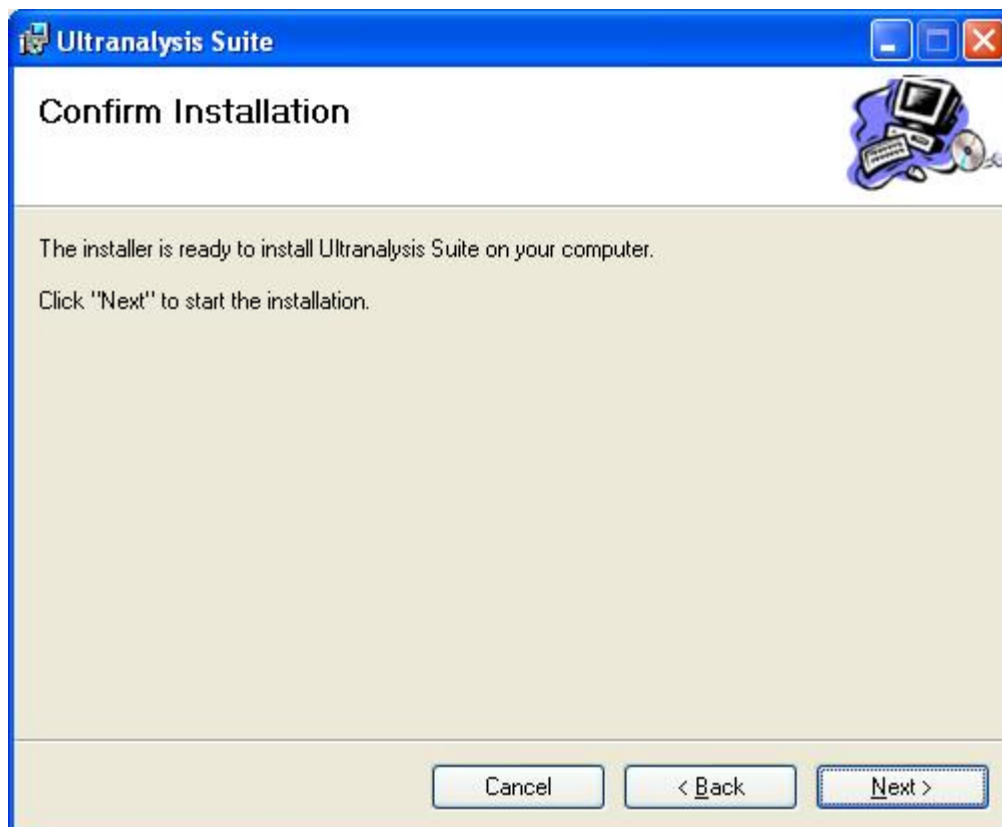 Ultranalysis Suite
Confirm Installation
The installer is ready to install Ultranalysis Suite on your computer.
Click "Next" to start the installation.
Cancel
< Back
Next >